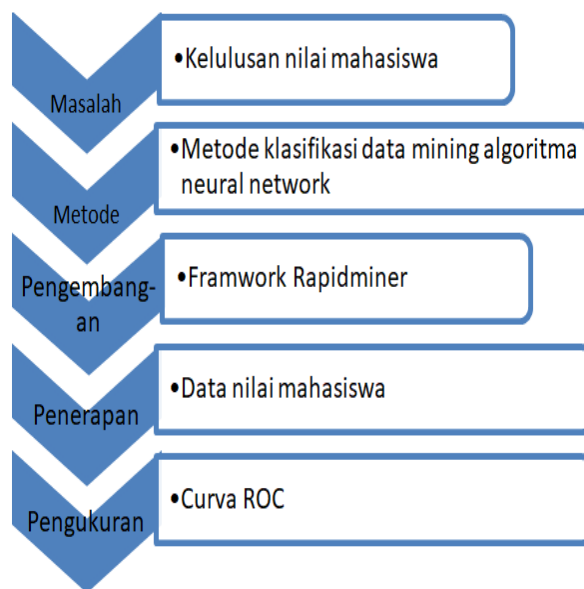 Masalah
•Kelulusan nilai mahasiswa
Metode
•Metode klasifikasi data mining algoritma
neural network
Pengembang-
an
•Framwork Rapidminer
Penerapan
•Data nilai mahasiswa
Pengukuran
•Curva ROC